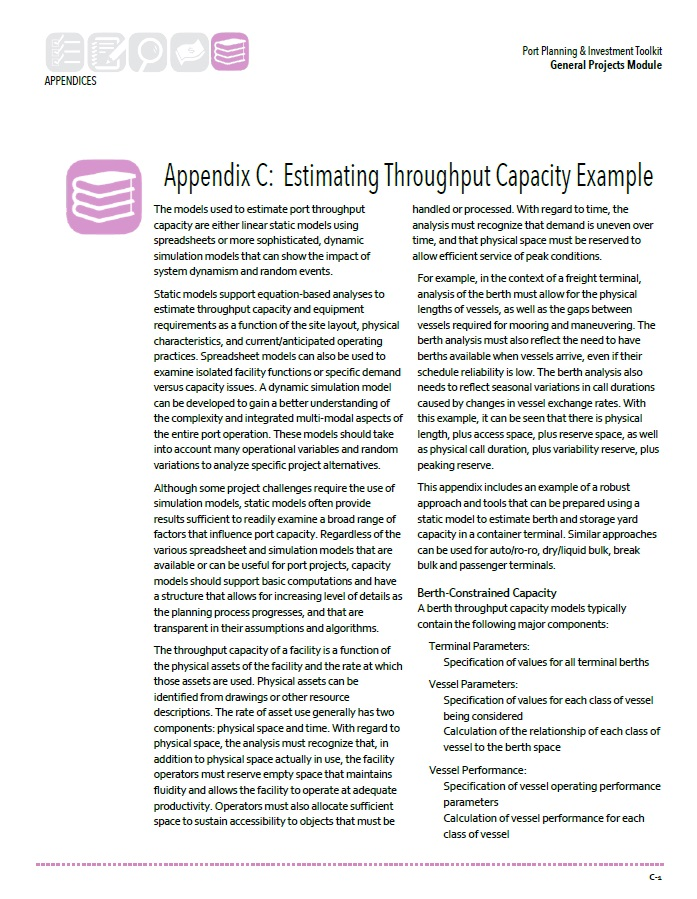 Port Planning & Investment Toolkit
General Projects Module
APPENDICES
Appendix C: Estimating Throughput Capacity Example
The models used to estimate port throughput
capacity are either linear static models using
spreadsheets or more sophisticated, dynamic
simulation models that can show the impact of
system dynamism and random events.
Static models support equation-based analyses to
estimate throughput capacity and equipment
requirements as a function of the site layout, physical
characteristics, and current/anticipated operating
practices. Spreadsheet models can also be used to
examine isolated facility functions or specific demand
versus capacity issues. A dynamic simulation model
can be developed to gain a better understanding of
the complexity and integrated multi-modal aspects of
the entire port operation. These models should take
into account many operational variables and random
variations to analyze specific project alternatives.
Although some project challenges require the use of
simulation models, static models often provide
results sufficient to readily examine a broad range of
factors that influence port capacity. Regardless of the
various spreadsheet and simulation models that are
available or can be useful for port projects, capacity
models should support basic computations and have
a structure that allows for increasing level of details as
the planning process progresses, and that are
transparent in their assumptions and algorithms.
The throughput capacity of a facility is a function of
the physical assets of the facility and the rate at which
those assets are used. Physical assets can be
identified from drawings or other resource
descriptions. The rate of asset use generally has two
components: physical space and time. With regard to
physical space, the analysis must recognize that, in
addition to physical space actually in use, the facility
operators must reserve empty space that maintains
fluidity and allows the facility to operate at adequate
productivity. Operators must also allocate sufficient
space to sustain accessibility to objects that must be
handled or processed. With regard to time, the
analysis must recognize that demand is uneven over
time, and that physical space must be reserved to
allow efficient service of peak conditions.
For example, in the context of a freight terminal,
analysis of the berth must allow for the physical
lengths of vessels, as well as the gaps between
vessels required for mooring and maneuvering. The
berth analysis must also reflect the need to have
berths available when vessels arrive, even if their
schedule reliability is low. The berth analysis also
needs to reflect seasonal variations in call durations
caused by changes in vessel exchange rates. With
this example, it can be seen that there is physical
length, plus access space, plus reserve space, as well
as physical call duration, plus variability reserve, plus
peaking reserve.
This appendix includes an example of a robust
approach and tools that can be prepared using a
static model to estimate berth and storage yard
capacity in a container terminal. Similar approaches
can be used for auto/ro-ro, dry/liquid bulk, break
bulk and passenger terminals.
Berth-Constrained Capacity
A berth throughput capacity models typically
contain the following major components:
Terminal Parameters:
Specification of values for all terminal berths
Vessel Parameters:
Specification of values for each class of vessel
being considered
Calculation of the relationship of each class of
vessel to the berth space
Vessel Performance:
Specification of vessel operating performance
parameters
Calculation of vessel performance for each
class of vessel
C-1